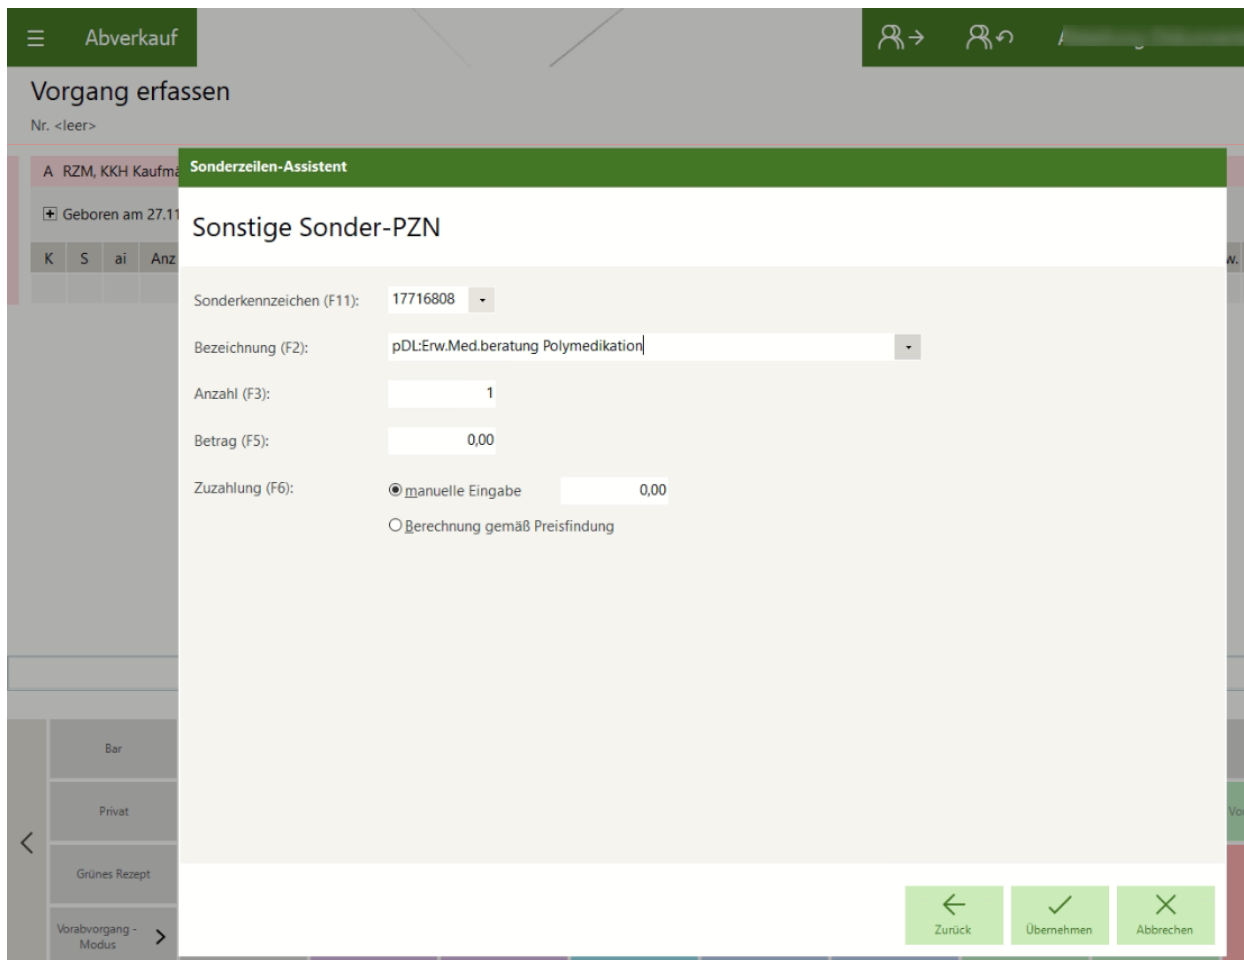 Abverkauf
Vorgang erfassen
Nr. <leer>
A RZM, KKH Kaufmä
Sonderzeilen-Assistent
Geboren am 27.11
Sonstige Sonder-PZN
K S ai Anz
w.
Sonderkennzeichen (F11): 17716808
Bezeichnung (F2): pDL:Erw.Med.beratung Polymedikation
Anzahl (F3): 1
Betrag (F5): 0,00
Zuzahlung (F6): manuelle Eingabe 0,00
Berechnung gemäß Preisfindung
Bar
Privat
Vor
Grünes Rezept
Vorabvorgang -
Modus
Zurück Übernehmen Abbrechen